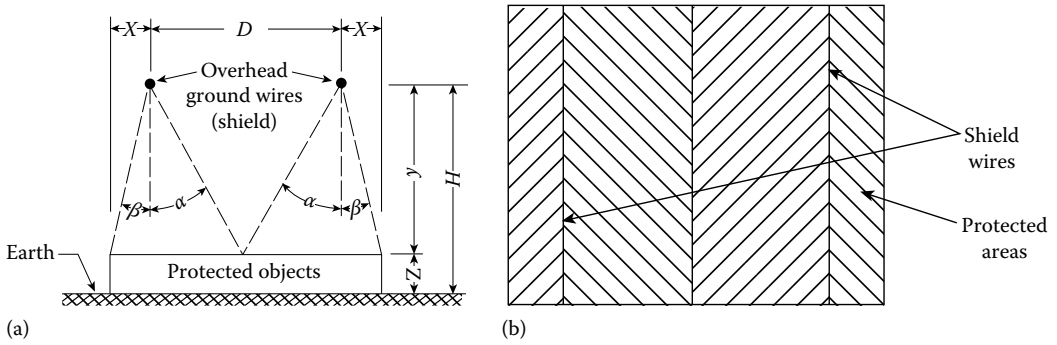 X
D
X
Overhead
ground wires
(shield)
y
H
β
α
α
β
Earth
Protected objects
Z
(a)
Shield
wires
Protected
areas
(b)